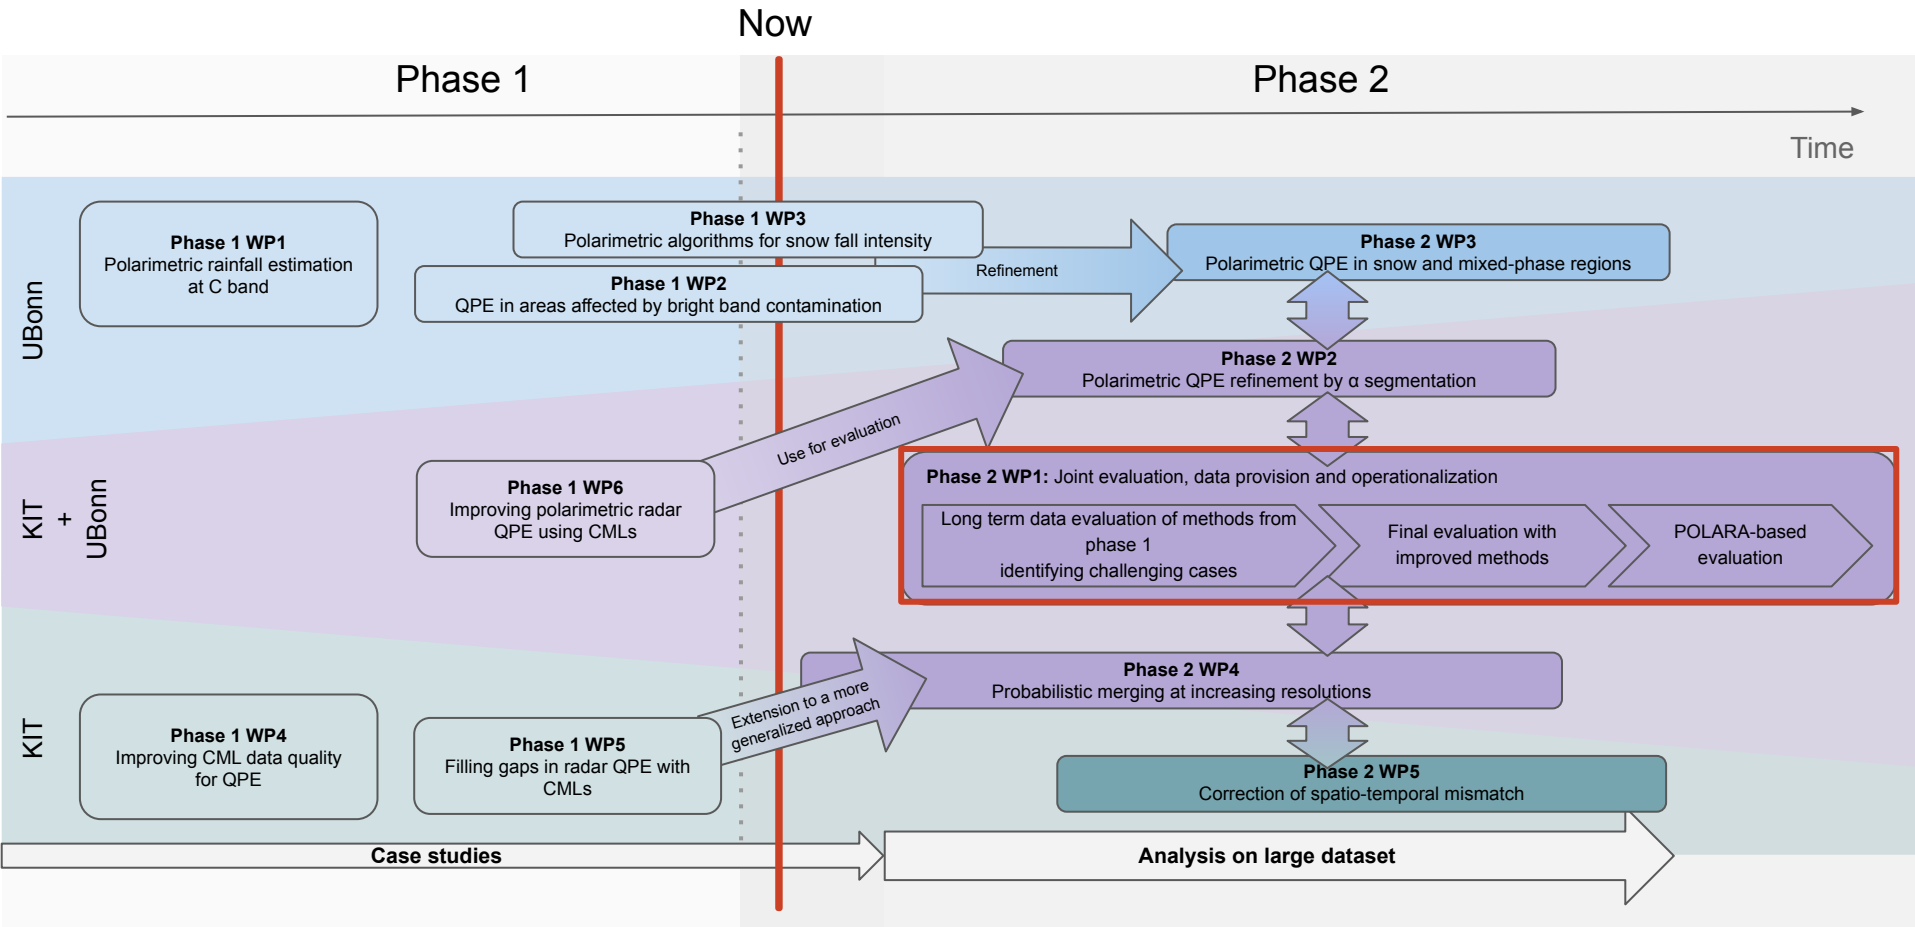 Now
Phase 1
Phase 2
Time
UBonn
Phase 1 WP1
Polarimetric rainfall estimation
at C band
Phase 1 WP3
Polarimetric algorithms for snow fall intensity
Phase 1 WP2
QPE in areas affected by bright band contamination
Refinement
Phase 2 WP3
Polarimetric QPE in snow and mixed-phase regions
Phase 2 WP2
Polarimetric QPE refinement by α segmentation
Use for evaluation
KIT
+
UBonn
Phase 1 WP6
Improving polarimetric radar
QPE using CMLs
Phase 2 WP1: Joint evaluation, data provision and operationalization
Long term data evaluation of methods from
phase 1
identifying challenging cases
Final evaluation with
improved methods
POLARA-based
evaluation
Phase 2 WP4
Probabilistic merging at increasing resolutions
Extension to a more
generalized approach
KIT
Phase 1 WP4
Improving CML data quality
for QPE
Phase 1 WP5
Filling gaps in radar QPE with
CMLs
Phase 2 WP5
Correction of spatio-temporal mismatch
Case studies
Analysis on large dataset